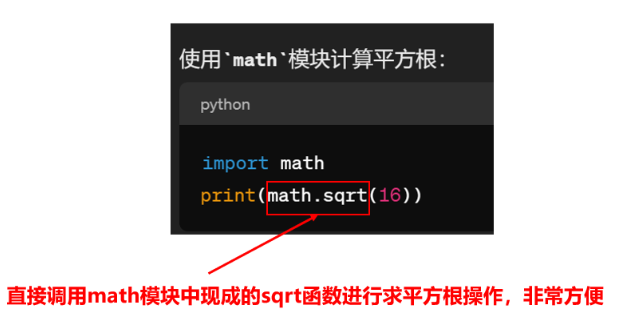 使用`math`模块计算平方根：
python
import math
print(math.sqrt(16))
直接调用math模块中现成的sqrt函数进行求平方根操作，非常方便